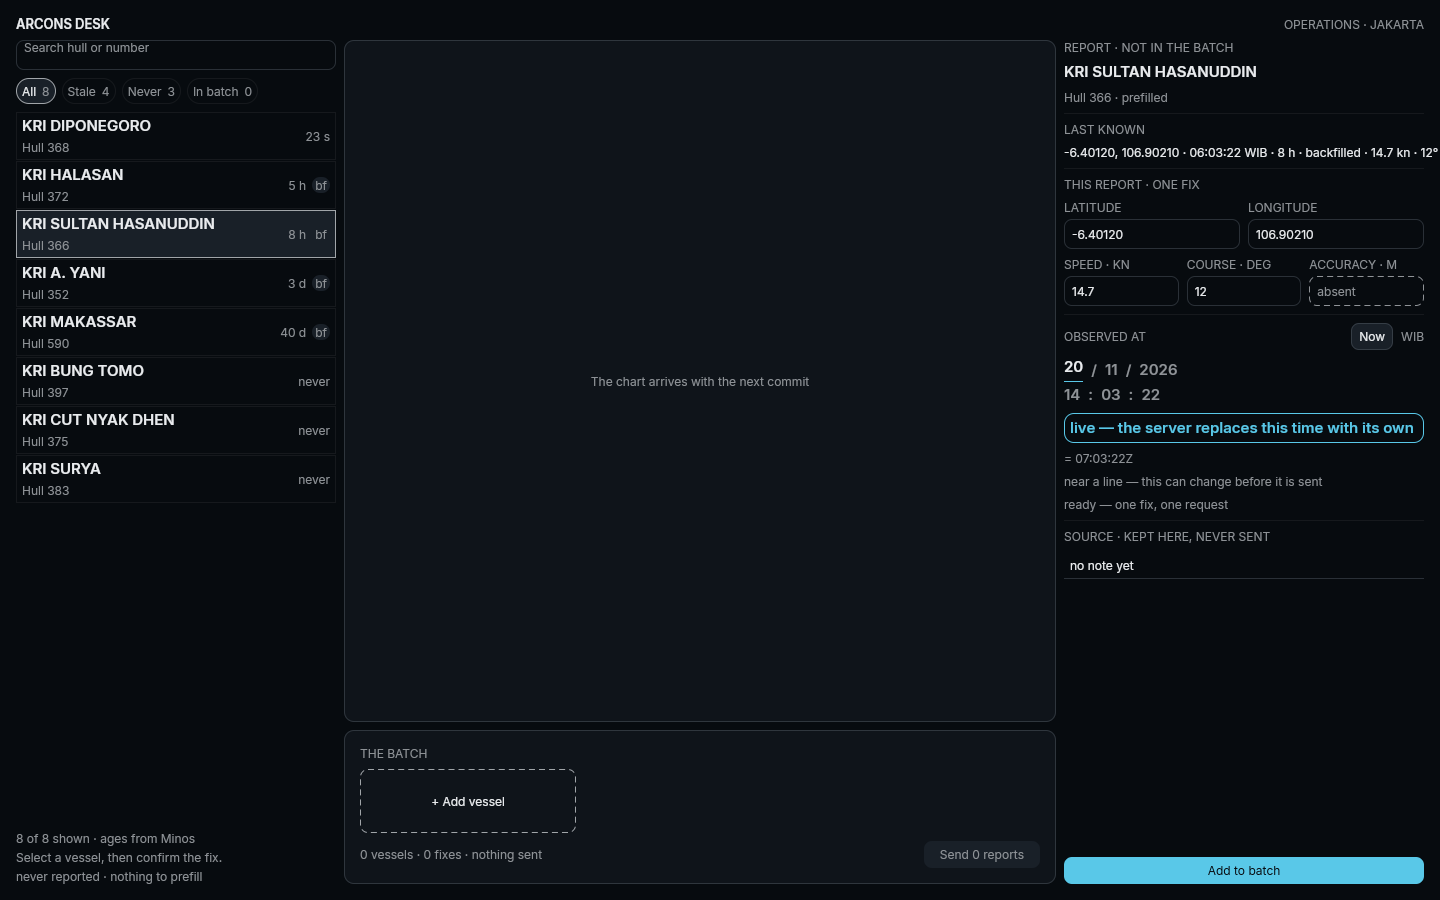 ARCONS DESK
OPERATIONS · JAKARTA
Search hull or number
All 8
Stale 4
Never 3
In batch 0
KRI DIPONEGORO
Hull 368
23 s
KRI HALASAN
Hull 372
5 h bf
KRI SULTAN HASANUDDIN
Hull 366
8 h bf
KRI A. YANI
Hull 352
3 d bf
KRI MAKASSAR
Hull 590
40 d bf
KRI BUNG TOMO
Hull 397
never
KRI CUT NYAK DHEN
Hull 375
never
KRI SURYA
Hull 383
never
8 of 8 shown · ages from Minos
Select a vessel, then confirm the fix.
never reported · nothing to prefill
The chart arrives with the next commit
THE BATCH
+ Add vessel
0 vessels · 0 fixes · nothing sent
Send 0 reports
REPORT · NOT IN THE BATCH
KRI SULTAN HASANUDDIN
Hull 366 · prefilled
LAST KNOWN
-6.40120, 106.90210 · 06:03:22 WIB · 8 h · backfilled · 14.7 kn · 12°
THIS REPORT · ONE FIX
LATITUDE
LONGITUDE
-6.40120
106.90210
SPEED · KN
COURSE · DEG
ACCURACY · M
14.7
12
absent
OBSERVED AT
Now
WIB
20 / 11 / 2026
14 : 03 : 22
live — the server replaces this time with its own
= 07:03:22Z
near a line — this can change before it is sent
ready — one fix, one request
SOURCE · KEPT HERE, NEVER SENT
no note yet
Add to batch